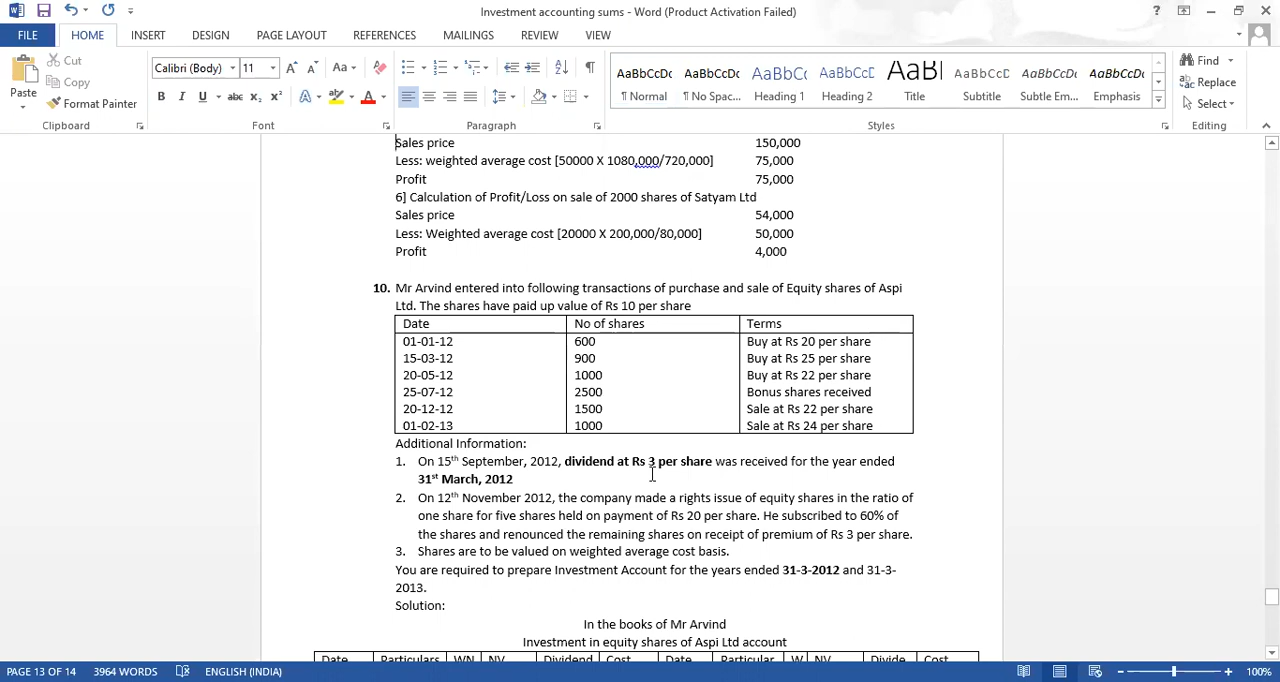 Investment accounting sums - Word (Product Activation Failed)
FILE HOME INSERT DESIGN PAGE LAYOUT REFERENCES MAILINGS REVIEW VIEW
Paste
Cut
Copy
Format Painter
Clipboard
Calibri (Body) 11
Font
Paragraph
AaBbCcDc AaBbCcDc AaBbCc AaBbCcD AaB AaBbCcD AaBbCcDc AaBbCcDc
¶ Normal ¶ No Spac... Heading 1 Heading 2 Title Subtitle Subtle Em... Emphasis
Styles
Find
Replace
Select
Editing
Sales price 150,000
Less: weighted average cost [50000 X 1080,000/720,000] 75,000
Profit 75,000
6] Calculation of Profit/Loss on sale of 2000 shares of Satyam Ltd
Sales price 54,000
Less: Weighted average cost [20000 X 200,000/80,000] 50,000
Profit 4,000
10. Mr Arvind entered into following transactions of purchase and sale of Equity shares of Aspi
Ltd. The shares have paid up value of Rs 10 per share
Date No of shares Terms
01-01-12 600 Buy at Rs 20 per share
15-03-12 900 Buy at Rs 25 per share
20-05-12 1000 Buy at Rs 22 per share
25-07-12 2500 Bonus shares received
20-12-12 1500 Sale at Rs 22 per share
01-02-13 1000 Sale at Rs 24 per share
Additional Information:
1. On 15th September, 2012, dividend at Rs 3 per share was received for the year ended
31st March, 2012
2. On 12th November 2012, the company made a rights issue of equity shares in the ratio of
one share for five shares held on payment of Rs 20 per share. He subscribed to 60% of
the shares and renounced the remaining shares on receipt of premium of Rs 3 per share.
3. Shares are to be valued on weighted average cost basis.
You are required to prepare Investment Account for the years ended 31-3-2012 and 31-3-
2013.
Solution:
In the books of Mr Arvind
Investment in equity shares of Aspi Ltd account
Date Particulars WN NV Dividend Cost Date Particular W NV Divide Cost
PAGE 13 OF 14 3964 WORDS ENGLISH (INDIA) 100%